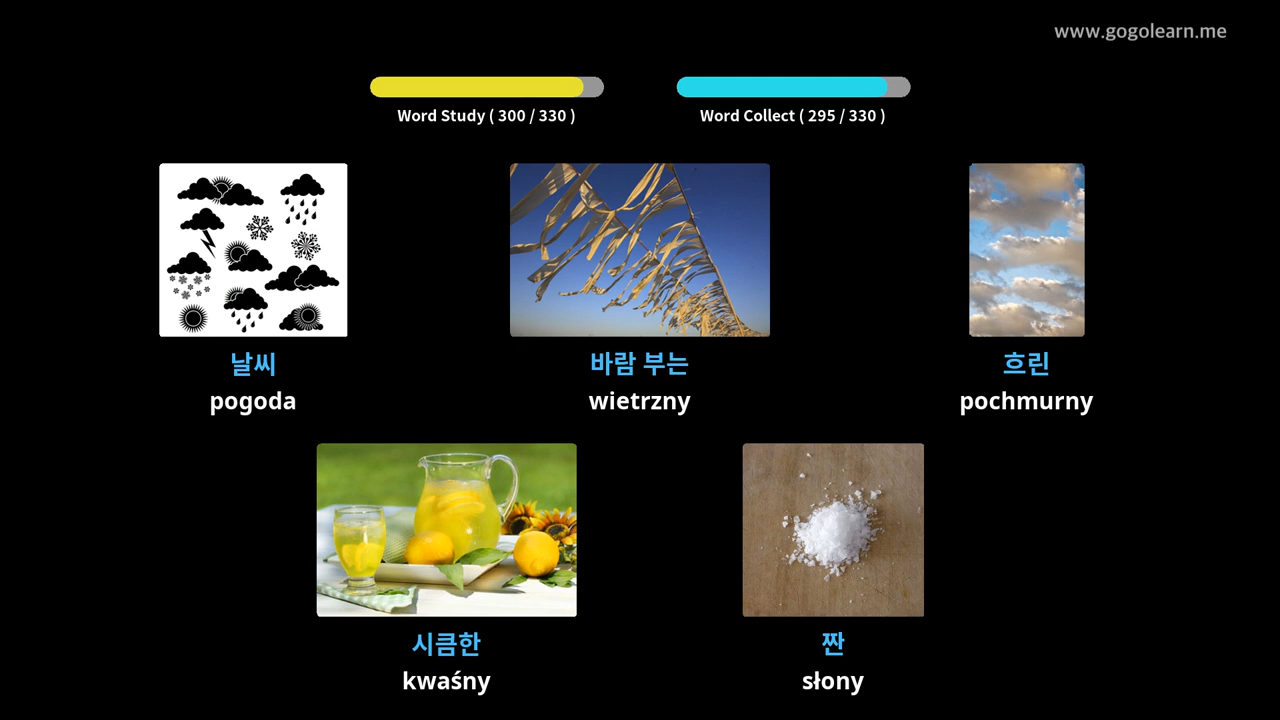 www.gogolearn.me
Word Study ( 300 / 330 )
Word Collect ( 295 / 330 )
날씨
pogoda
바람 부는
wietrzny
흐린
pochmurny
시큼한
kwaśny
짠
słony